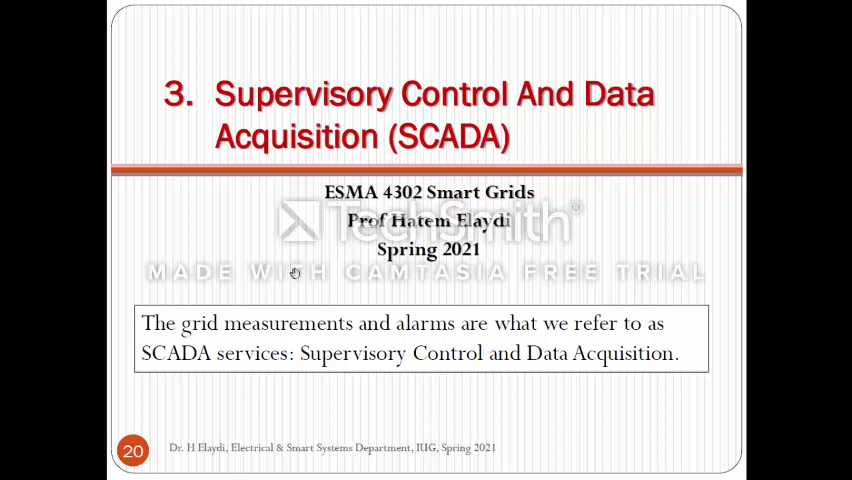 3. Supervisory Control And Data
Acquisition (SCADA)
ESMA 4302 Smart Grids
Prof Hatem Elaydi
TechSmith®
Spring 2021
MADE WITH CAMTASIA FREE TRIAL
The grid measurements and alarms are what we refer to as
SCADA services: Supervisory Control and Data Acquisition.
20
Dr. H Elaydi, Electrical & Smart Systems Department, IUG, Spring 2021